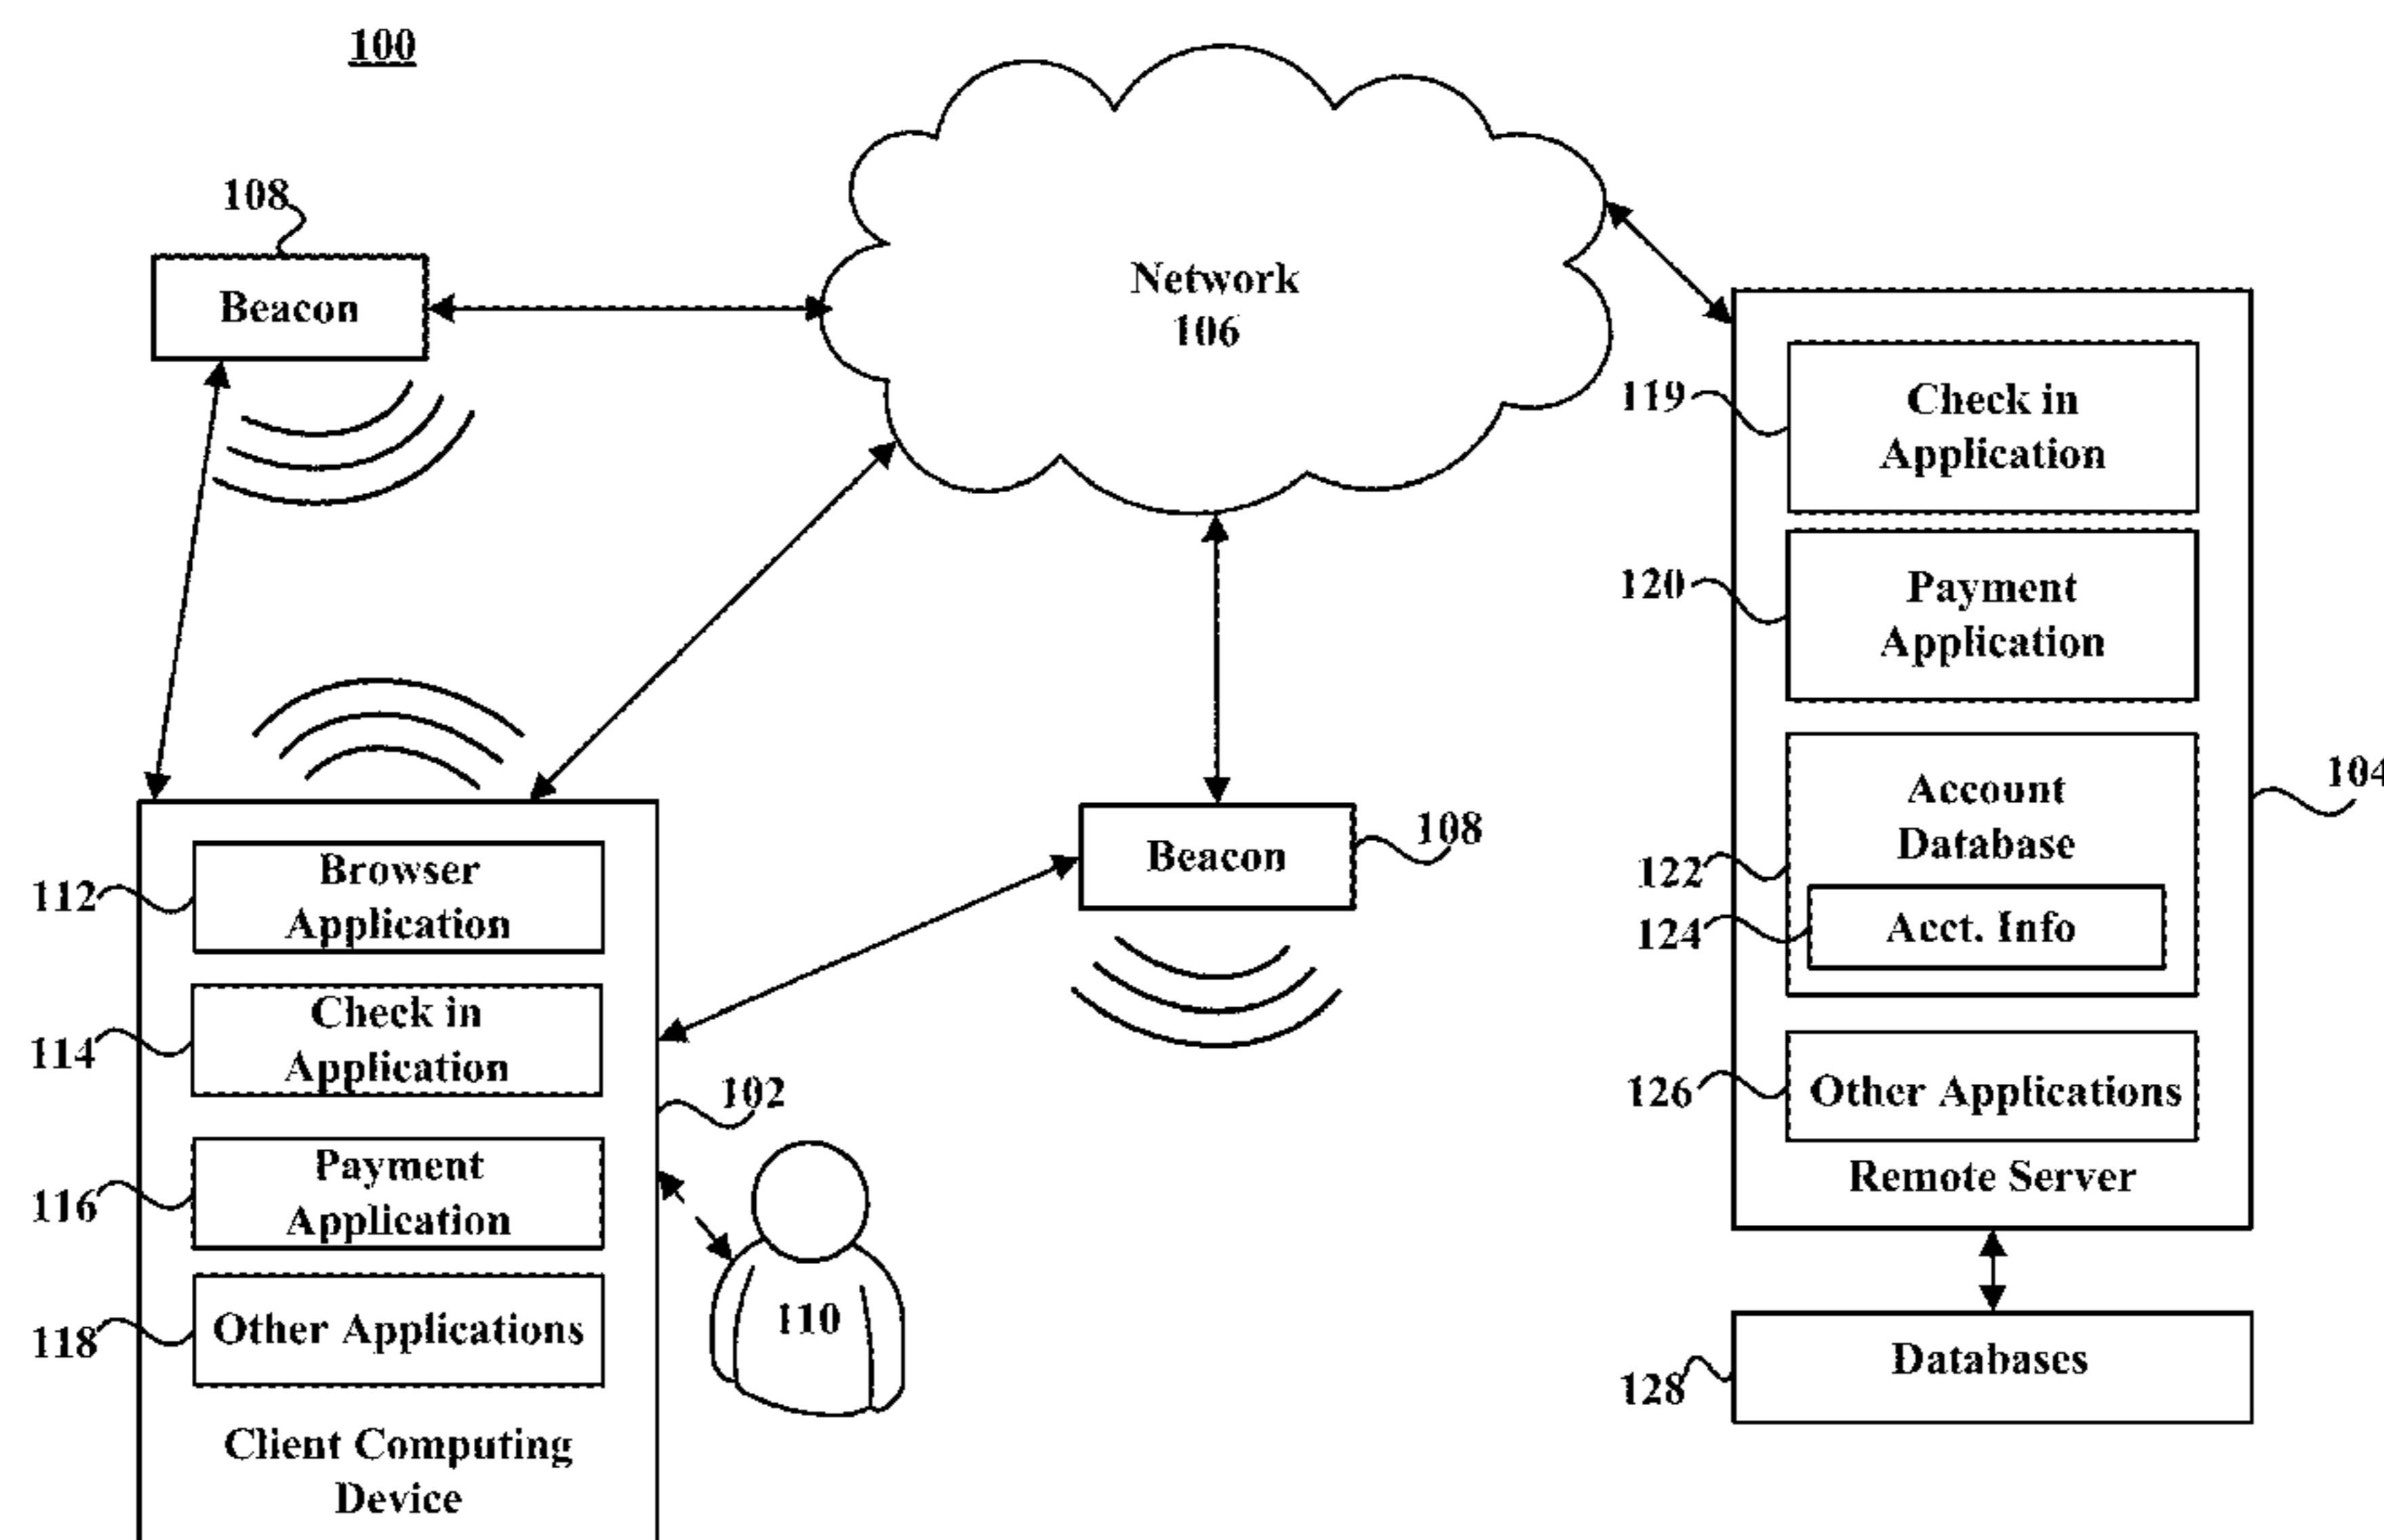 100
108
Beacon
Network
106
119
Check in
Application
120
Payment
Application
122
Account
Database
124
Acct. Info
104
126
Other Applications
Remote Server
128
Databases
Beacon
108
112
Browser
Application
114
Check in
Application
102
116
Payment
Application
118
Other Applications
Client Computing
Device
110